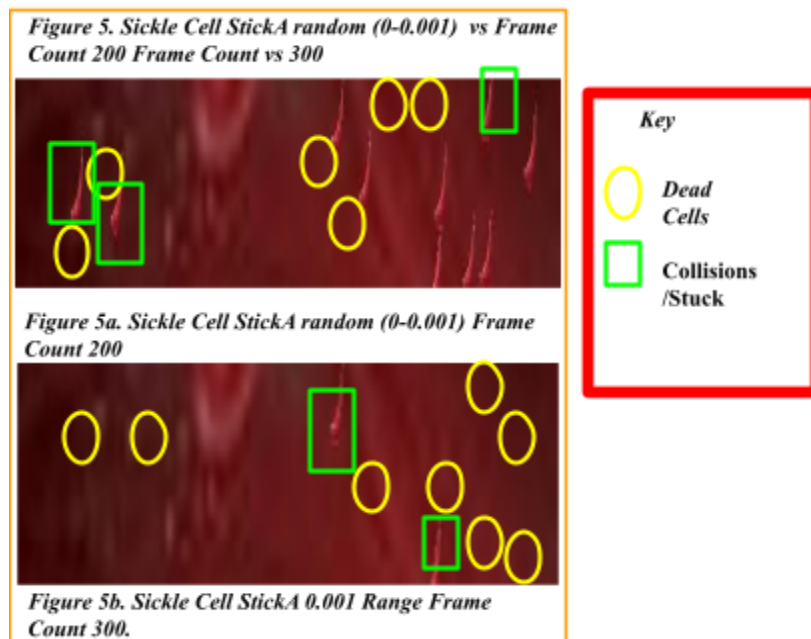 Figure 5. Sickle Cell StickA random (0-0.001) vs Frame
Count 200 Frame Count vs 300
Figure 5a. Sickle Cell StickA random (0-0.001) Frame
Count 200
Figure 5b. Sickle Cell StickA 0.001 Range Frame
Count 300.
Key
Dead
Cells
Collisions
/Stuck